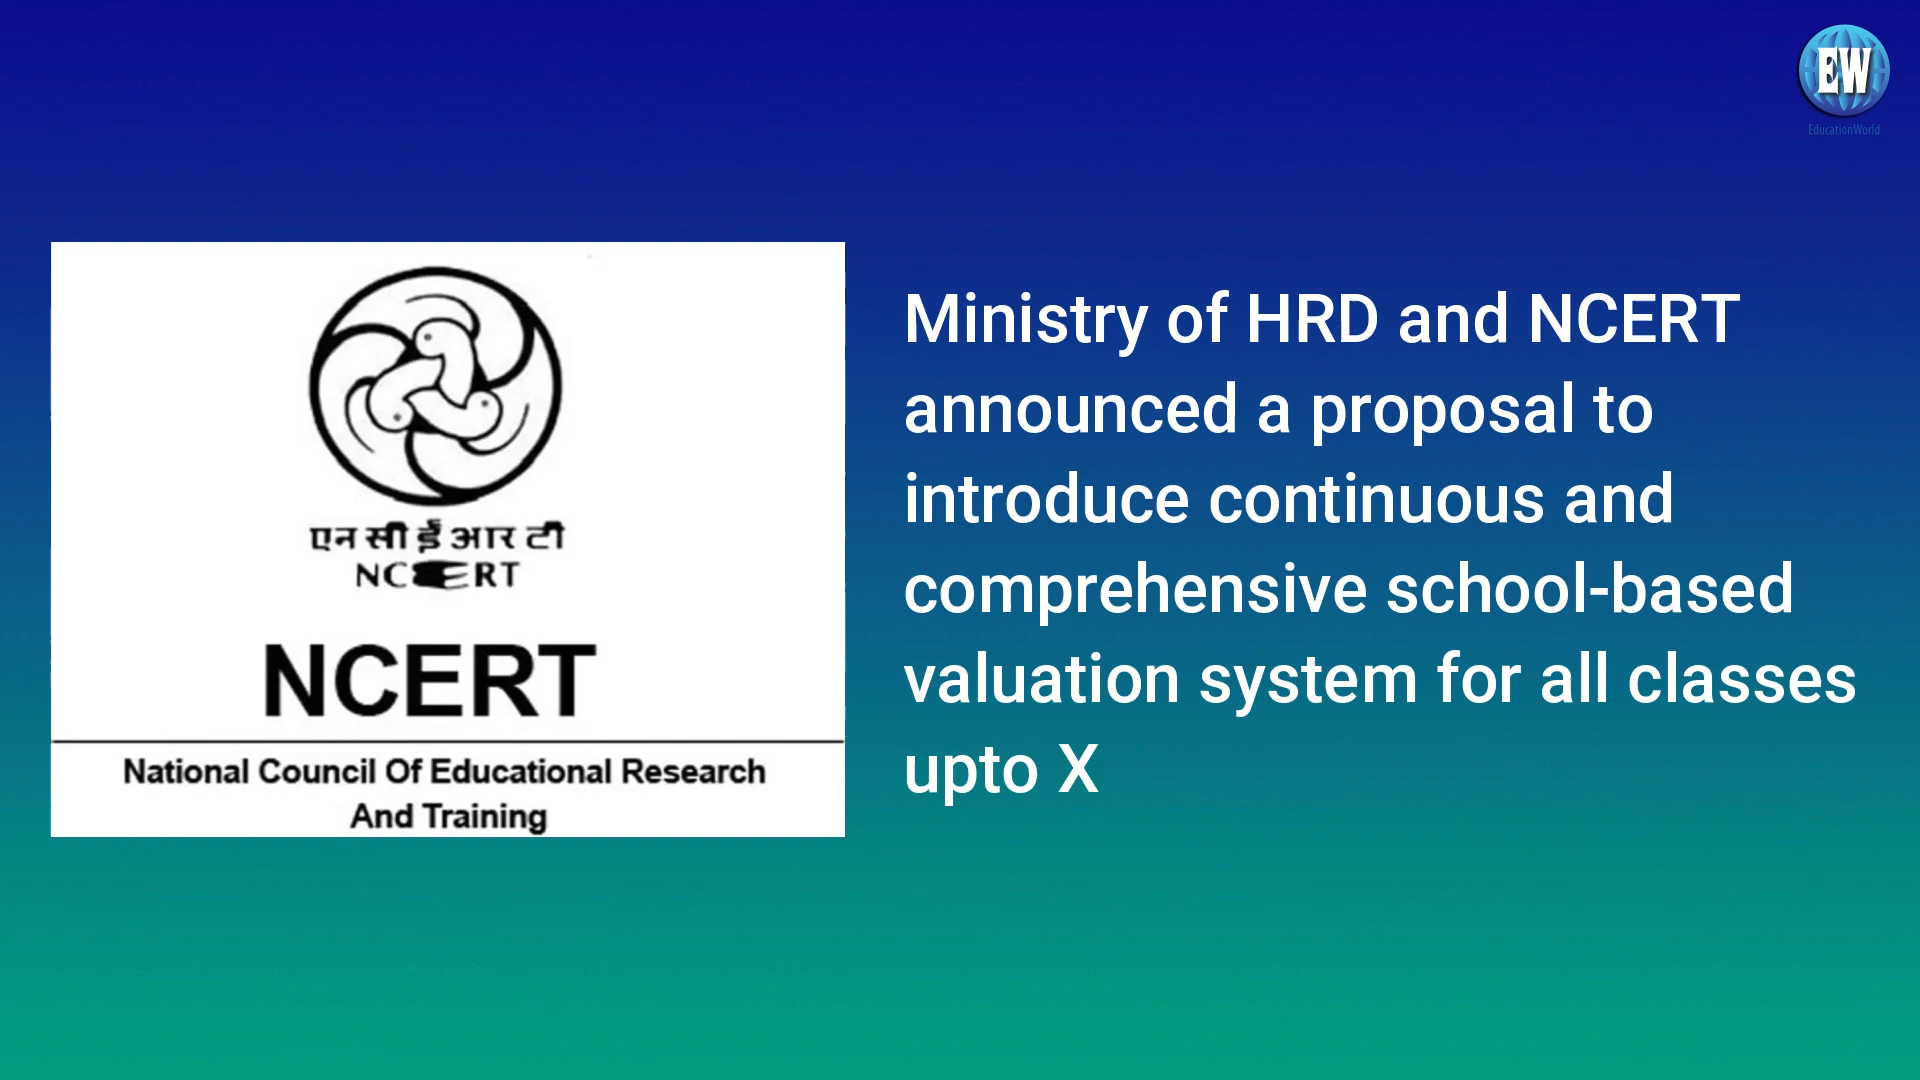 EW
EducationWorld
एन सी ई आर टी
NCERT
NCERT
National Council Of Educational Research
And Training
Ministry of HRD and NCERT
announced a proposal to
introduce continuous and
comprehensive school-based
valuation system for all classes
upto X